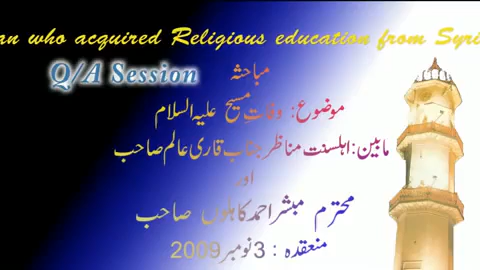 an who acquired Religious education from Syri
Q/A Session
مباحثہ
موضوع: وفاتِ مسیح علیہ السلام
مابین: اہلسنت مناظر جناب قاری عالم صاحب
اور
محترم مبشر احمد کاہلوں صاحب
منعقدہ : 3 نومبر 2009